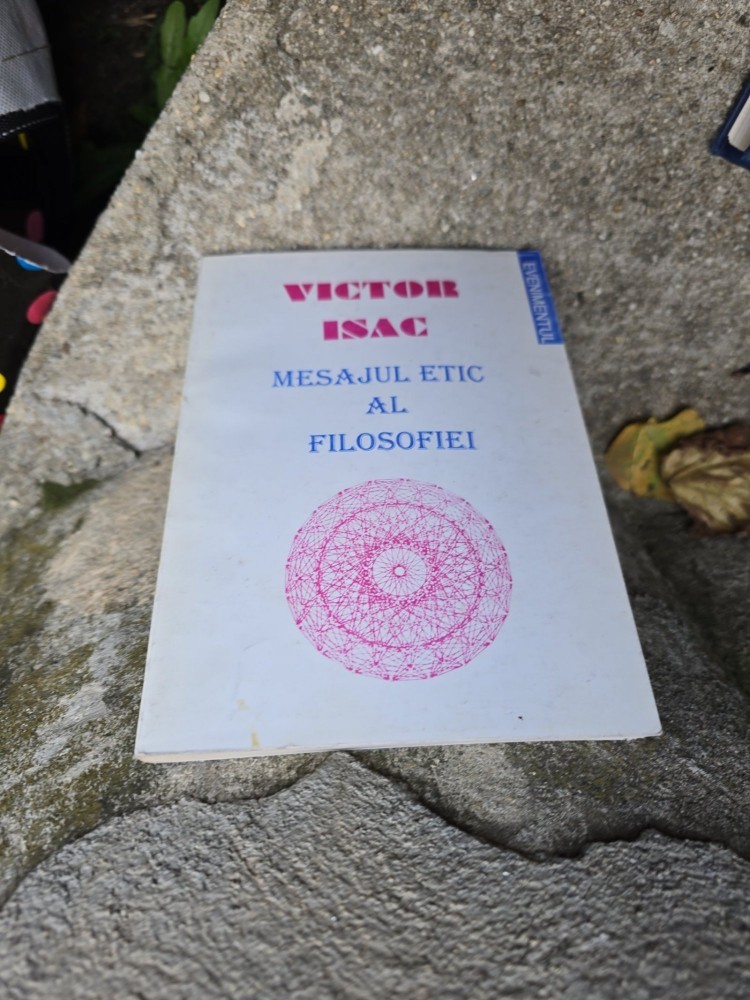 VICTOR
ISAC
MESAJUL ETIC
AL
FILOSOFIEI
EVENIMENTUL